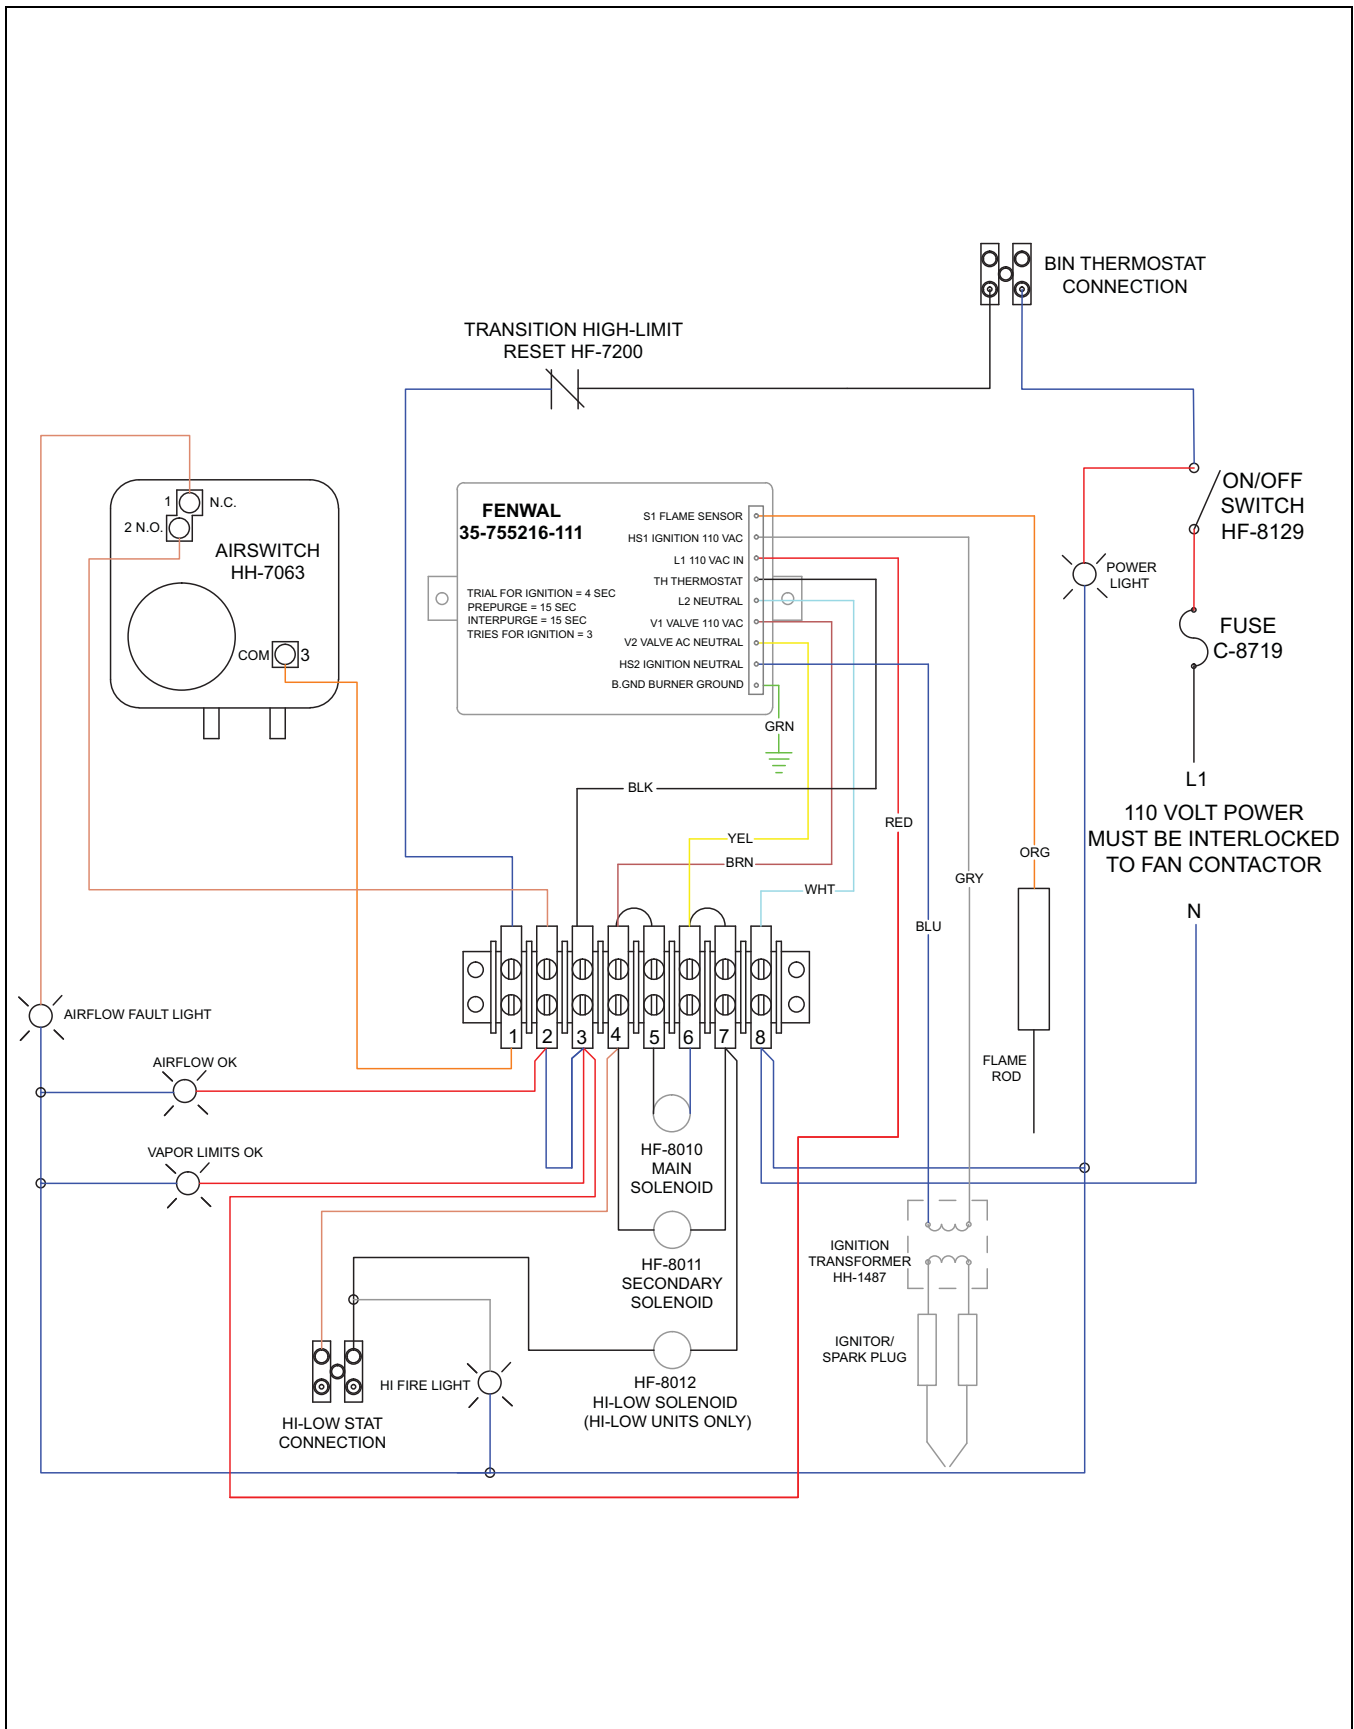 BIN THERMOSTAT
CONNECTION
TRANSITION HIGH-LIMIT
RESET HF-7200
ON/OFF
SWITCH
HF-8129
1
N.C.
2 N.O.
AIRSWITCH
HH-7063
COM
3
FENWAL
35-755216-111
TRIAL FOR IGNITION = 4 SEC
PREPURGE = 15 SEC
INTERPURGE = 15 SEC
TRIES FOR IGNITION = 3
S1 FLAME SENSOR
HS1 IGNITION 110 VAC
L1 110 VAC IN
TH THERMOSTAT
L2 NEUTRAL
V1 VALVE 110 VAC
V2 VALVE AC NEUTRAL
HS2 IGNITION NEUTRAL
B.GND BURNER GROUND
POWER
LIGHT
FUSE
C-8719
GRN
L1
BLK
110 VOLT POWER
MUST BE INTERLOCKED
TO FAN CONTACTOR
RED
YEL
BRN
ORG
GRY
WHT
N
BLU
AIRFLOW FAULT LIGHT
1
2
3
4
5
6
7
8
AIRFLOW OK
FLAME
ROD
VAPOR LIMITS OK
HF-8010
MAIN
SOLENOID
HF-8011
SECONDARY
SOLENOID
IGNITION
TRANSFORMER
HH-1487
IGNITOR/
SPARK PLUG
HI FIRE LIGHT
HF-8012
HI-LOW SOLENOID
(HI-LOW UNITS ONLY)
HI-LOW STAT
CONNECTION